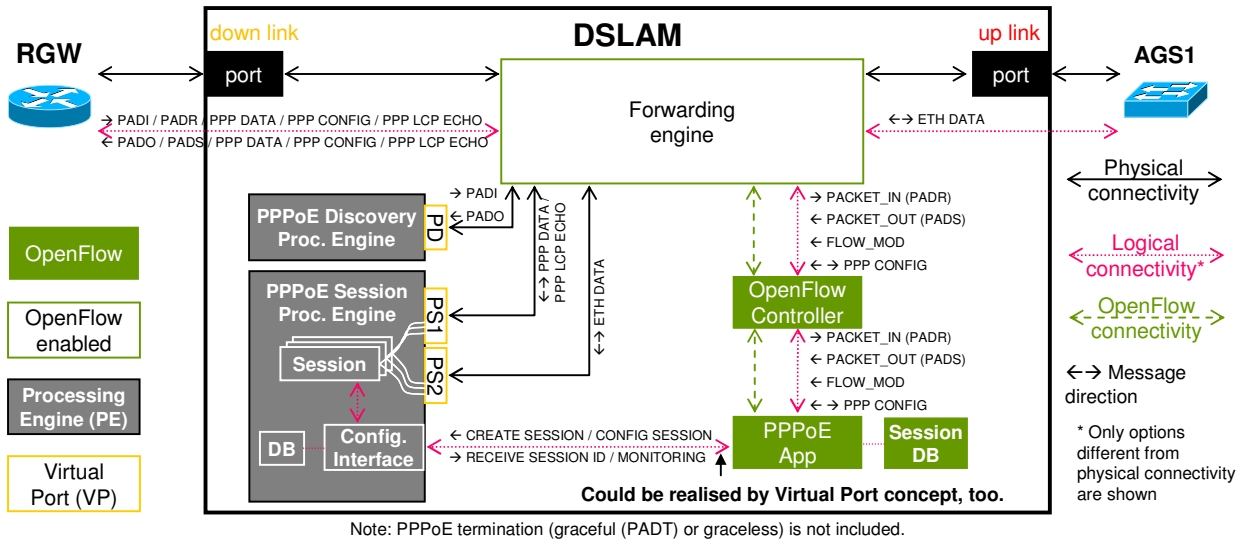 down link
DSLAM
up link
RGW
AGS1
port
port
Forwarding
engine
→ PADI / PADR / PPP DATA / PPP CONFIG / PPP LCP ECHO
← PADO / PADS / PPP DATA / PPP CONFIG / PPP LCP ECHO
←→ ETH DATA
Physical
connectivity
→ PADI
← PADO
PPPoE Discovery
Proc. Engine
PD
←→ PPP DATA /
PPP LCP ECHO
←→ ETH DATA
→ PACKET_IN (PADR)
← PACKET_OUT (PADS)
← FLOW_MOD
←→ PPP CONFIG
OpenFlow
Logical
connectivity*
PPPoE Session
Proc. Engine
PS1
PS2
Session
OpenFlow
Controller
OpenFlow
enabled
OpenFlow
connectivity
→ PACKET_IN (PADR)
← PACKET_OUT (PADS)
← FLOW_MOD
←→ PPP CONFIG
←→ Message
direction
Processing
Engine (PE)
DB
Config.
Interface
← CREATE SESSION / CONFIG SESSION
→ RECEIVE SESSION ID / MONITORING
PPPoE
App
Session
DB
* Only options
different from
physical connectivity
are shown
Virtual
Port (VP)
Could be realised by Virtual Port concept, too.
Note: PPPoE termination (graceful (PADT) or graceless) is not included.